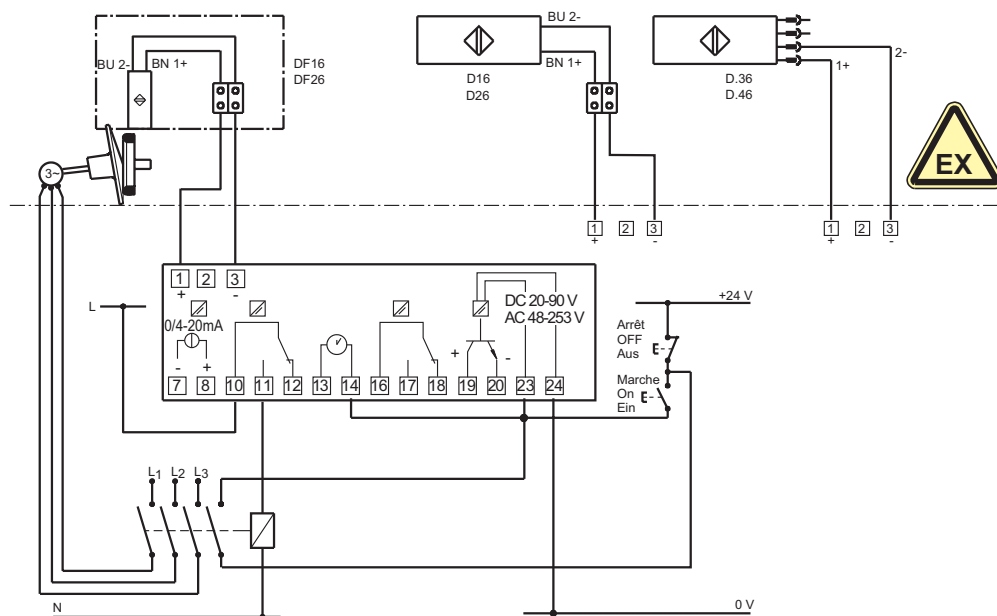 BU 2-
BN 1+
DF16
DF26
BU 2-
BN 1+
D16
D26
2-
1+
D.36
D.46
EX
3~
1 2 3
+ -
1 2 3
+ -
1 2 3
+ -
L
0/4-20mA
- +
DC 20-90 V
AC 48-253 V
+ -
7 8 10 11 12 13 14 16 17 18 19 20 23 24
+24 V
Arrêt
OFF
Aus
E
Marche
On
Ein
E
L1 L2 L3
N
0 V